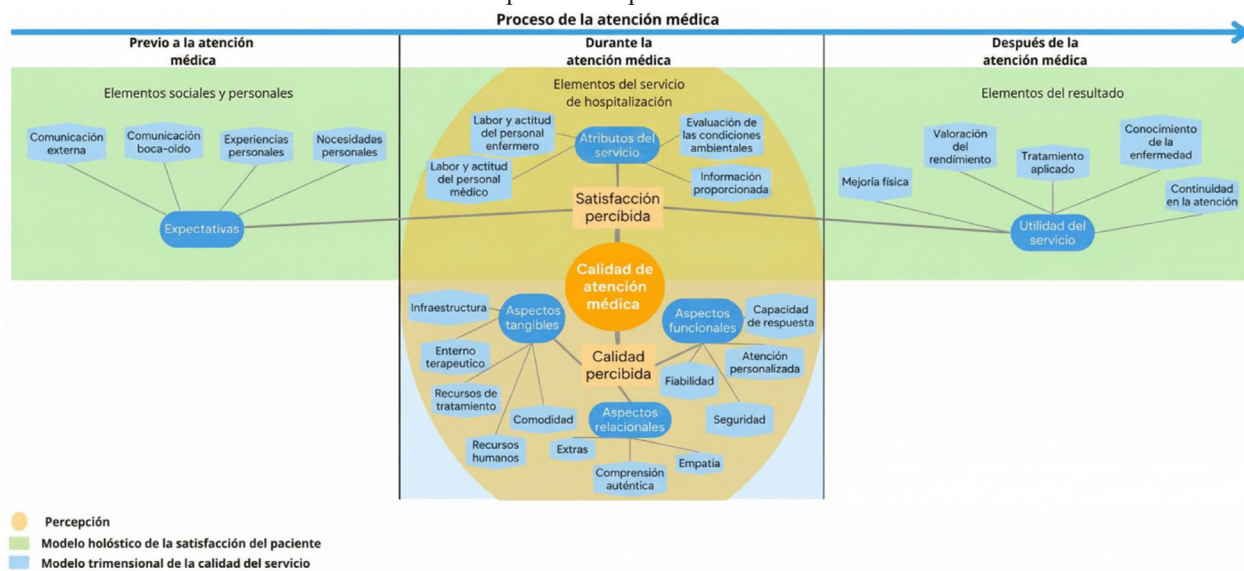 Proceso de la atención médica
Previo a la atención
médica
Durante la
atención médica
Después de la
atención médica
Elementos sociales y personales
Comunicación
externa
Comunicación
boca-oido
Experiencias
personales
Nocesidades
personales
Expectativas
Elementos del servicio
de hospitalización
Labor y actitud
del personal
enfermero
Labor y actitud
del personal
médico
Atributos del
servicio
Evaluación de
las condiciones
ambientales
Información
proporcionada
Satisfacción
percíbida
Elementos del resultado
Mejoría física
Valoración
del
rendímiento
Tratamiento
aplicado
Conocimiento
de la
enfermedad
Continuidad
en la atención
Utilidad del
servicio
Calidad de
atención
médica
Calidad
percibida
Infraestructura
Aspectos
tangibles
Enterno
terapeutico
Recursos de
tratamiento
Recursos
humanos
Comodidad
Aspectos
funcionales
Capacidad
de respuesta
Atención
personalizada
Fiabilidad
Seguridad
Aspectos
relacionales
Extras
Comprensión
auténtica
Empatia
Percepción
Modelo holóstico de la satisfacción del paciente
Modelo trimensional de la calidad del servicio